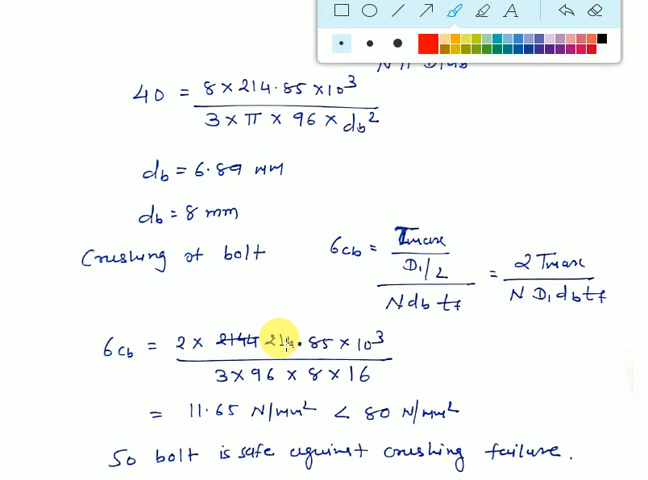 A
40 = 8 × 214.85 × 10³ / 3 × π × 96 × db²
db = 6.89 mm
db = 8 mm
Crushing of bolt
σcb = Tmax / D₁/2 / N db tf = 2 Tmax / N D₁ db tf
σcb = 2 × 214.85 × 10³ / 3 × 96 × 8 × 16
= 11.65 N/mm² < 80 N/mm²
So bolt is safe against crushing failure.